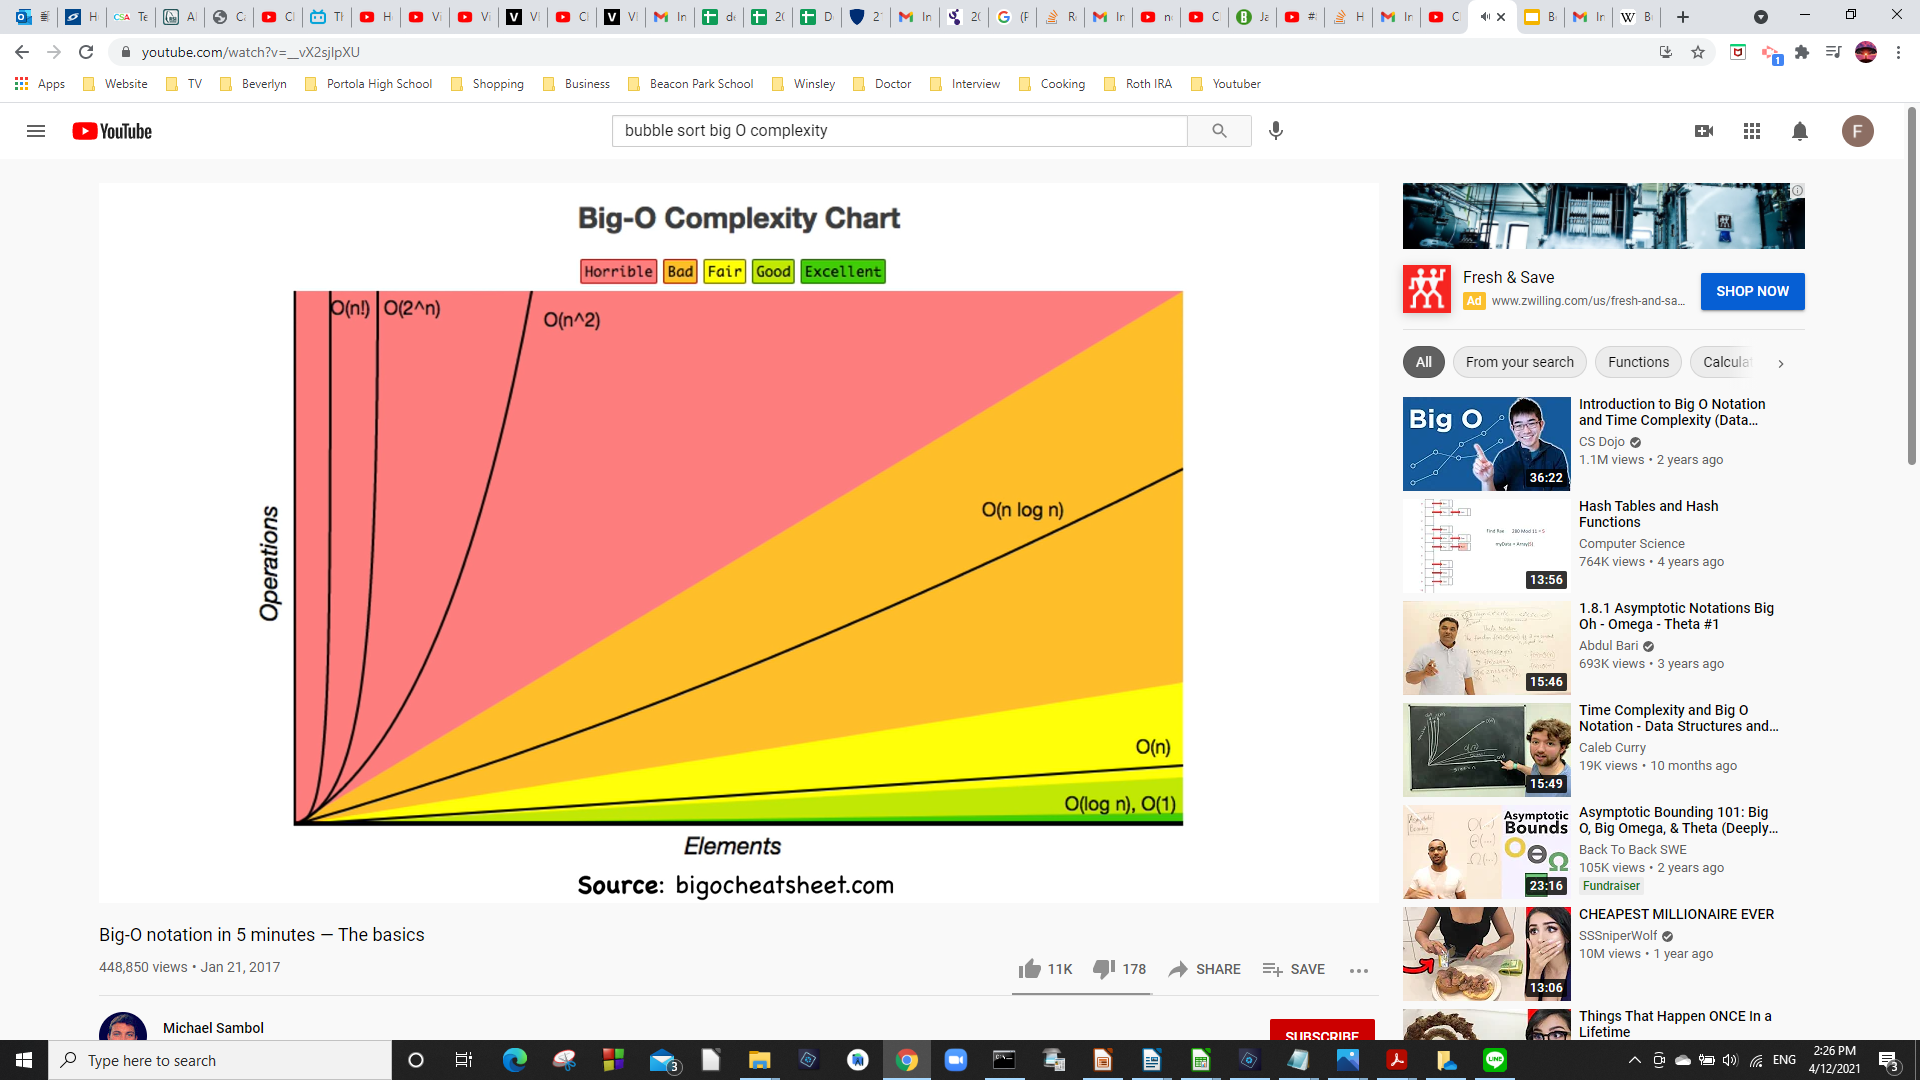 youtube.com/watch?v=__vX2sjlpXU
Apps
Website
TV
Beverlyn
Portola High School
Shopping
Business
Beacon Park School
Winsley
Doctor
Interview
Cooking
Roth IRA
Youtuber
YouTube
bubble sort big O complexity
F
Big-O Complexity Chart
Horrible Bad Fair Good Excellent
O(n!) O(2^n)
O(n^2)
O(n log n)
O(n)
O(log n), O(1)
Operations
Elements
Source: bigocheatsheet.com
Big-O notation in 5 minutes — The basics
448,850 views • Jan 21, 2017
11K
178
SHARE
SAVE
Michael Sambol
SUBSCRIBE
Fresh & Save
Ad www.zwilling.com/us/fresh-and-sa...
SHOP NOW
All
From your search
Functions
Calcula
Big O
36:22
Introduction to Big O Notation
and Time Complexity (Data...
CS Dojo
1.1M views • 2 years ago
13:56
Hash Tables and Hash
Functions
Computer Science
764K views • 4 years ago
15:46
1.8.1 Asymptotic Notations Big
Oh - Omega - Theta #1
Abdul Bari
693K views • 3 years ago
15:49
Time Complexity and Big O
Notation - Data Structures and...
Caleb Curry
19K views • 10 months ago
Asymptotic
Bounds
23:16
Asymptotic Bounding 101: Big
O, Big Omega, & Theta (Deeply...
Back To Back SWE
105K views • 2 years ago
Fundraiser
13:06
CHEAPEST MILLIONAIRE EVER
SSSniperWolf
10M views • 1 year ago
Things That Happen ONCE In a
Lifetime
Type here to search
ENG
2:26 PM
4/12/2021